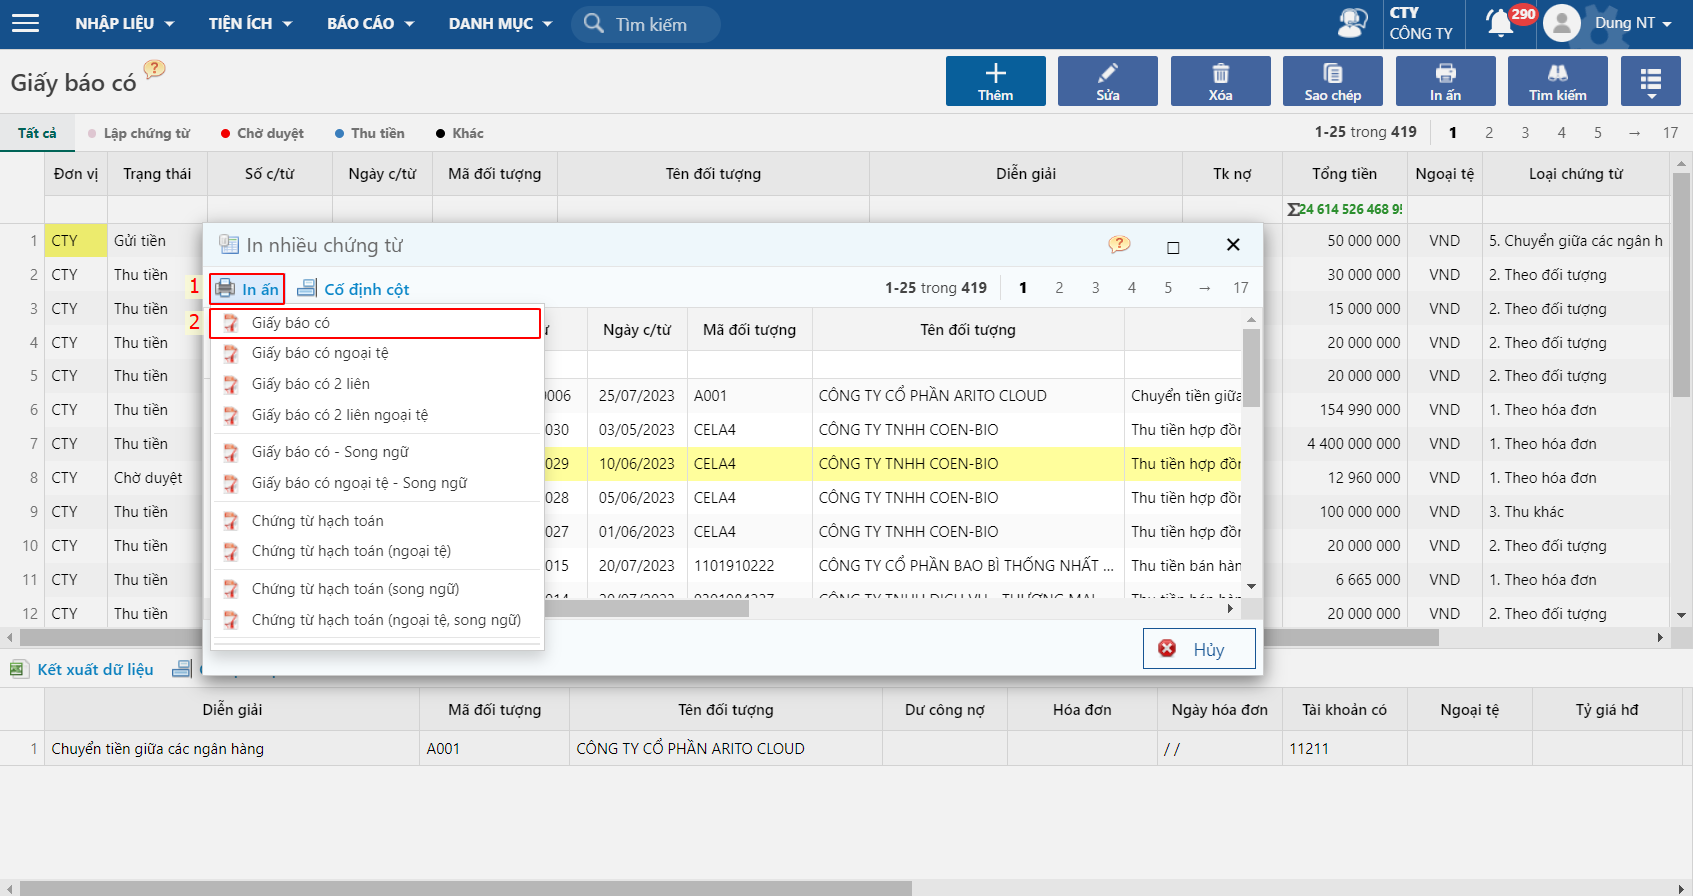 NHẬP LIỆU TIỆN ÍCH BÁO CÁO DANH MỤC Tìm kiếm CTY CÔNG TY 290 Dung NT
Giấy báo có ?
Thêm Sửa Xóa Sao chép In ấn Tìm kiếm
Tất cả Lập chứng từ Chờ duyệt Thu tiền Khác 1-25 trong 419 1 2 3 4 5 → 17
Đơn vị Trạng thái Số c/từ Ngày c/từ Mã đối tượng Tên đối tượng Diễn giải Tk nợ Tổng tiền Ngoại tệ Loại chứng từ
Σ24 614 526 468 9
1 CTY Gửi tiền 50 000 000 VND 5. Chuyển giữa các ngân h
2 CTY Thu tiền 30 000 000 VND 2. Theo đối tượng
3 CTY Thu tiền 15 000 000 VND 2. Theo đối tượng
4 CTY Thu tiền 20 000 000 VND 2. Theo đối tượng
5 CTY Thu tiền 20 000 000 VND 2. Theo đối tượng
6 CTY Thu tiền 154 990 000 VND 1. Theo hóa đơn
7 CTY Thu tiền 4 400 000 000 VND 1. Theo hóa đơn
8 CTY Chờ duyệt 12 960 000 VND 1. Theo hóa đơn
9 CTY Thu tiền 100 000 000 VND 3. Thu khác
10 CTY Thu tiền 20 000 000 VND 2. Theo đối tượng
11 CTY Thu tiền 6 665 000 VND 1. Theo hóa đơn
12 CTY Thu tiền 20 000 000 VND 2. Theo đối tượng
In nhiều chứng từ ?
1 In ấn Cố định cột 1-25 trong 419 1 2 3 4 5 → 17
2 Giấy báo có
Giấy báo có ngoại tệ
Giấy báo có 2 liên
Giấy báo có 2 liên ngoại tệ
Giấy báo có - Song ngữ
Giấy báo có ngoại tệ - Song ngữ
Chứng từ hạch toán
Chứng từ hạch toán (ngoại tệ)
Chứng từ hạch toán (song ngữ)
Chứng từ hạch toán (ngoại tệ, song ngữ)
Ngày c/từ Mã đối tượng Tên đối tượng
006 25/07/2023 A001 CÔNG TY CỔ PHẦN ARITO CLOUD Chuyển tiền giữa
030 03/05/2023 CELA4 CÔNG TY TNHH COEN-BIO Thu tiền hợp đồn
029 10/06/2023 CELA4 CÔNG TY TNHH COEN-BIO Thu tiền hợp đồn
028 05/06/2023 CELA4 CÔNG TY TNHH COEN-BIO Thu tiền hợp đồn
027 01/06/2023 CELA4 CÔNG TY TNHH COEN-BIO Thu tiền hợp đồn
015 20/07/2023 1101910222 CÔNG TY CỔ PHẦN BAO BÌ THỐNG NHẤT ... Thu tiền bán hàn
Hủy
Kết xuất dữ liệu
Diễn giải Mã đối tượng Tên đối tượng Dư công nợ Hóa đơn Ngày hóa đơn Tài khoản có Ngoại tệ Tỷ giá hđ
1 Chuyển tiền giữa các ngân hàng A001 CÔNG TY CỔ PHẦN ARITO CLOUD / / 11211